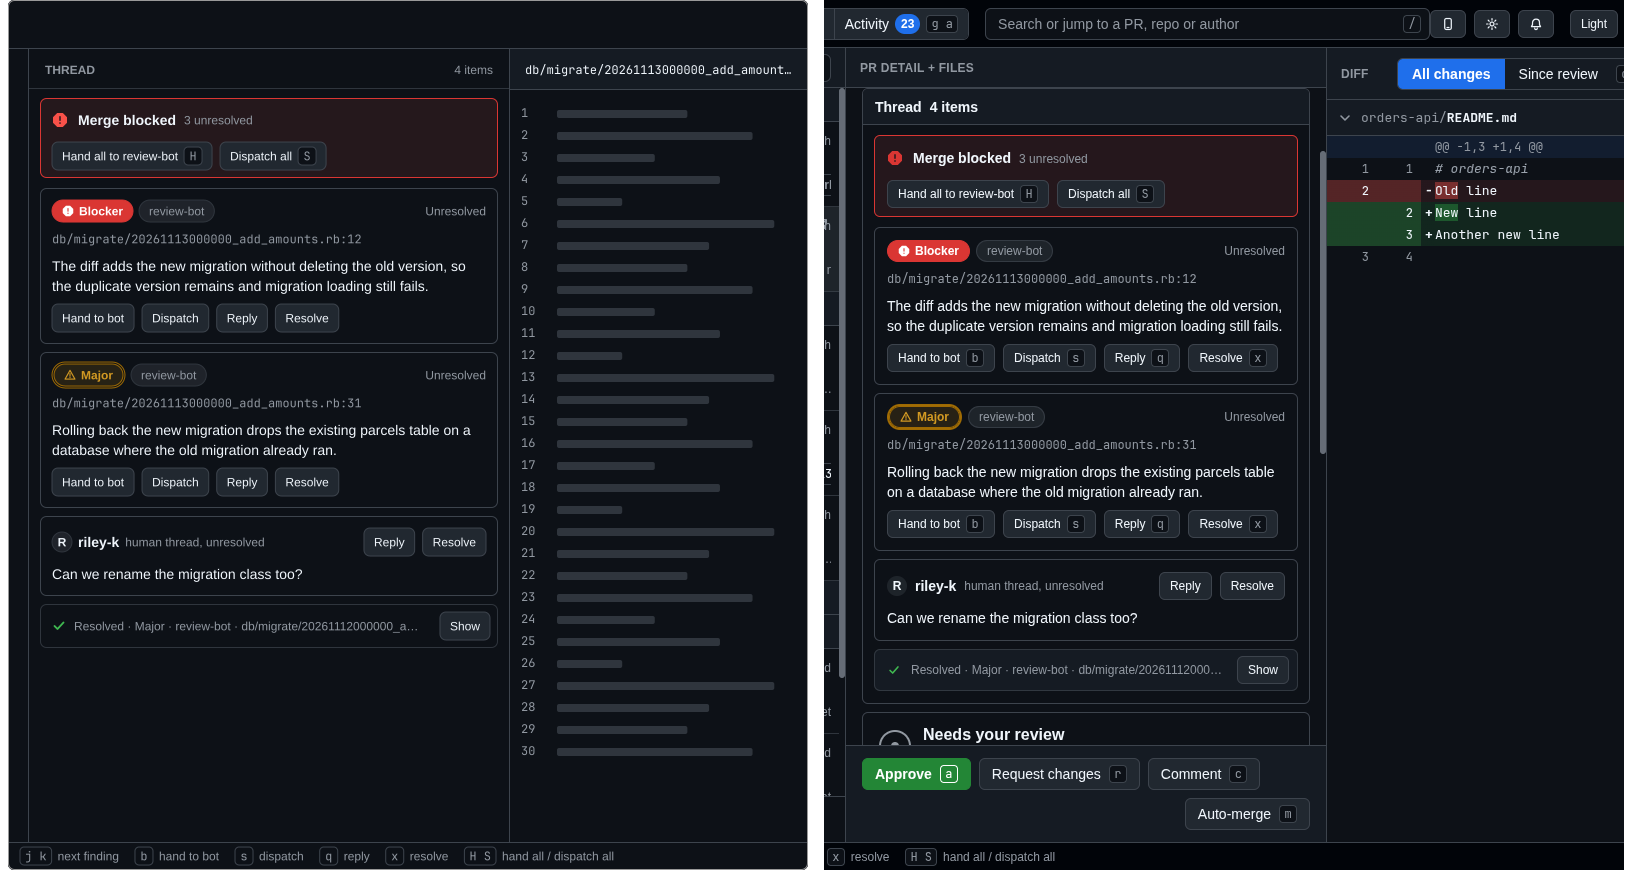 THREAD 4 items
Merge blocked 3 unresolved
Hand all to review-bot H Dispatch all S
Blocker review-bot Unresolved
db/migrate/20261113000000_add_amounts.rb:12
The diff adds the new migration without deleting the old version, so
the duplicate version remains and migration loading still fails.
Hand to bot Dispatch Reply Resolve
Major review-bot Unresolved
db/migrate/20261113000000_add_amounts.rb:31
Rolling back the new migration drops the existing parcels table on a
database where the old migration already ran.
Hand to bot Dispatch Reply Resolve
R riley-k human thread, unresolved Reply Resolve
Can we rename the migration class too?
Resolved · Major · review-bot · db/migrate/20261112000000_a… Show
db/migrate/20261113000000_add_amount…
1
2
3
4
5
6
7
8
9
10
11
12
13
14
15
16
17
18
19
20
21
22
23
24
25
26
27
28
29
30
j k next finding b hand to bot s dispatch q reply x resolve H S hand all / dispatch all
Activity 23 g a Search or jump to a PR, repo or author / Light
PR DETAIL + FILES
Thread 4 items
Merge blocked 3 unresolved
Hand all to review-bot H Dispatch all S
Blocker review-bot Unresolved
db/migrate/20261113000000_add_amounts.rb:12
The diff adds the new migration without deleting the old version,
so the duplicate version remains and migration loading still fails.
Hand to bot b Dispatch s Reply q Resolve x
Major review-bot Unresolved
db/migrate/20261113000000_add_amounts.rb:31
Rolling back the new migration drops the existing parcels table
on a database where the old migration already ran.
Hand to bot b Dispatch s Reply q Resolve x
R riley-k human thread, unresolved Reply Resolve
Can we rename the migration class too?
Resolved · Major · review-bot · db/migrate/20261112000… Show
Needs your review
Approve a Request changes r Comment c
Auto-merge m
DIFF All changes Since review
orders-api/README.md
@@ -1,3 +1,4 @@
1 1 # orders-api
2 -Old line
2 +New line
3 +Another new line
3 4
x resolve H S hand all / dispatch all